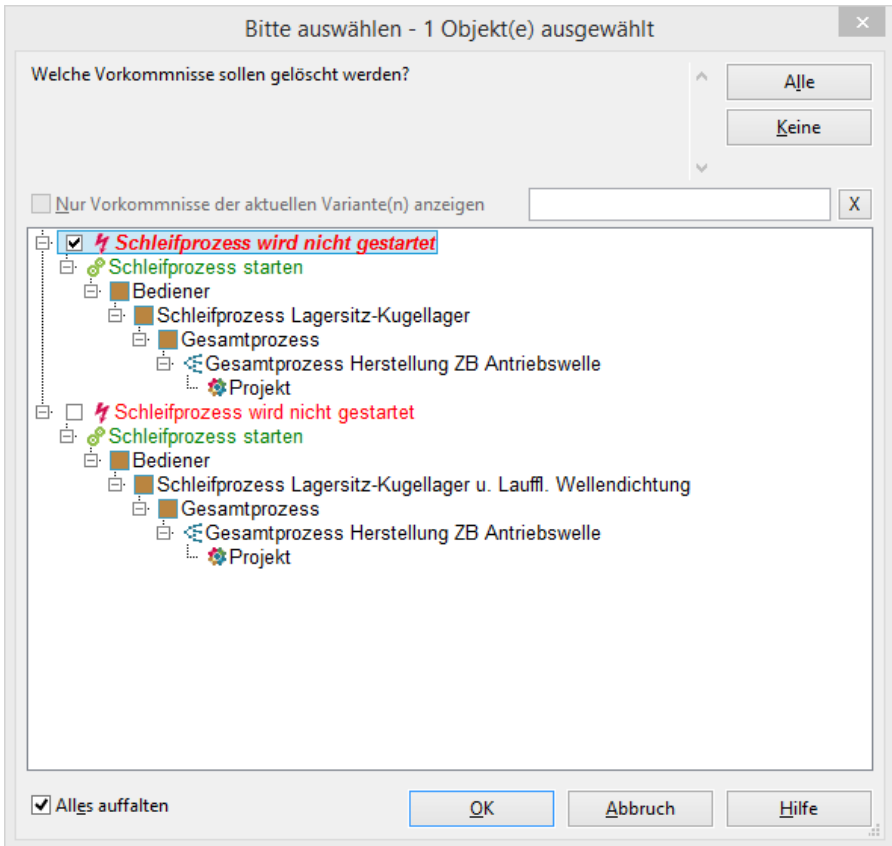 Bitte auswählen - 1 Objekt(e) ausgewählt
Welche Vorkommnisse sollen gelöscht werden?
Alle
Keine
Nur Vorkommnisse der aktuellen Variante(n) anzeigen
X
Schleifprozess wird nicht gestartet
Schleifprozess starten
Bediener
Schleifprozess Lagersitz-Kugellager
Gesamtprozess
Gesamtprozess Herstellung ZB Antriebswelle
Projekt
Schleifprozess wird nicht gestartet
Schleifprozess starten
Bediener
Schleifprozess Lagersitz-Kugellager u. Lauffl. Wellendichtung
Gesamtprozess
Gesamtprozess Herstellung ZB Antriebswelle
Projekt
Alles auffalten
OK
Abbruch
Hilfe